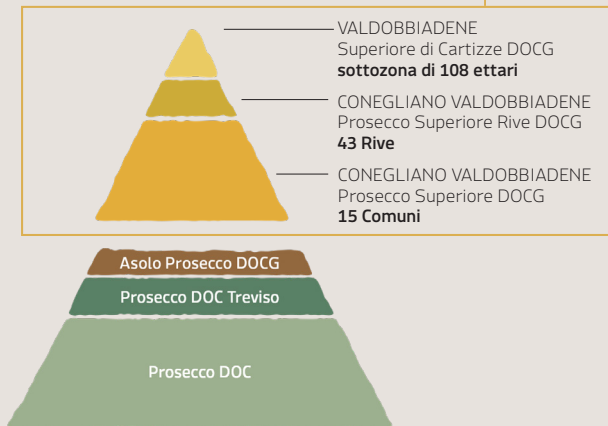 VALDOBBIADENE
Superiore di Cartizze DOCG
sottozona di 108 ettari
CONEGLIANO VALDOBBIADENE
Prosecco Superiore Rive DOCG
43 Rive
CONEGLIANO VALDOBBIADENE
Prosecco Superiore DOCG
15 Comuni
Asolo Prosecco DOCG
Prosecco DOC Treviso
Prosecco DOC